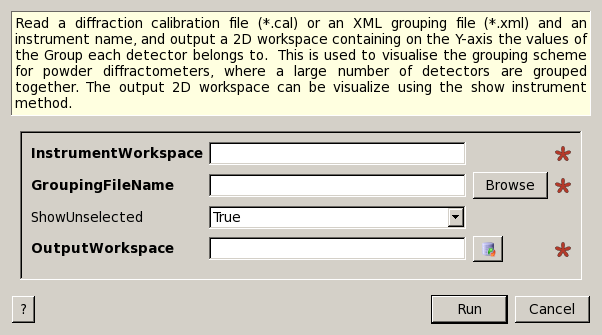 Read a diffraction calibration file (*.cal) or an XML grouping file (*.xml) and an
instrument name, and output a 2D workspace containing on the Y-axis the values of
the Group each detector belongs to. This is used to visualise the grouping scheme
for powder diffractometers, where a large number of detectors are grouped
together. The output 2D workspace can be visualize using the show instrument
method.
InstrumentWorkspace
GroupingFileName Browse
ShowUnselected True
OutputWorkspace
? Run Cancel